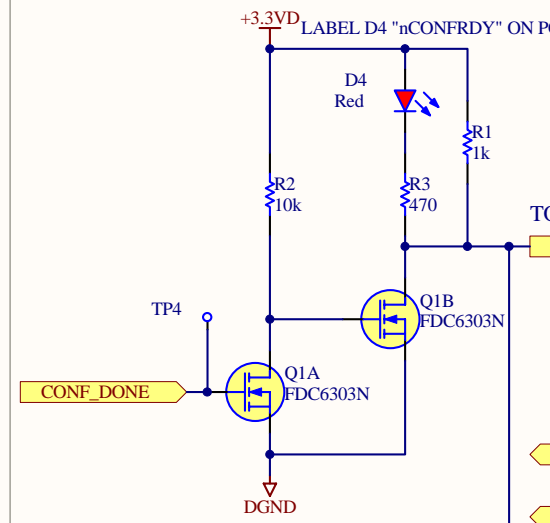 +3.3VD
LABEL D4 "nCONFRDY" ON
D4
Red
R1
1k
R2
10k
R3
470
TP4
Q1B
FDC6303N
Q1A
FDC6303N
CONF_DONE
DGND